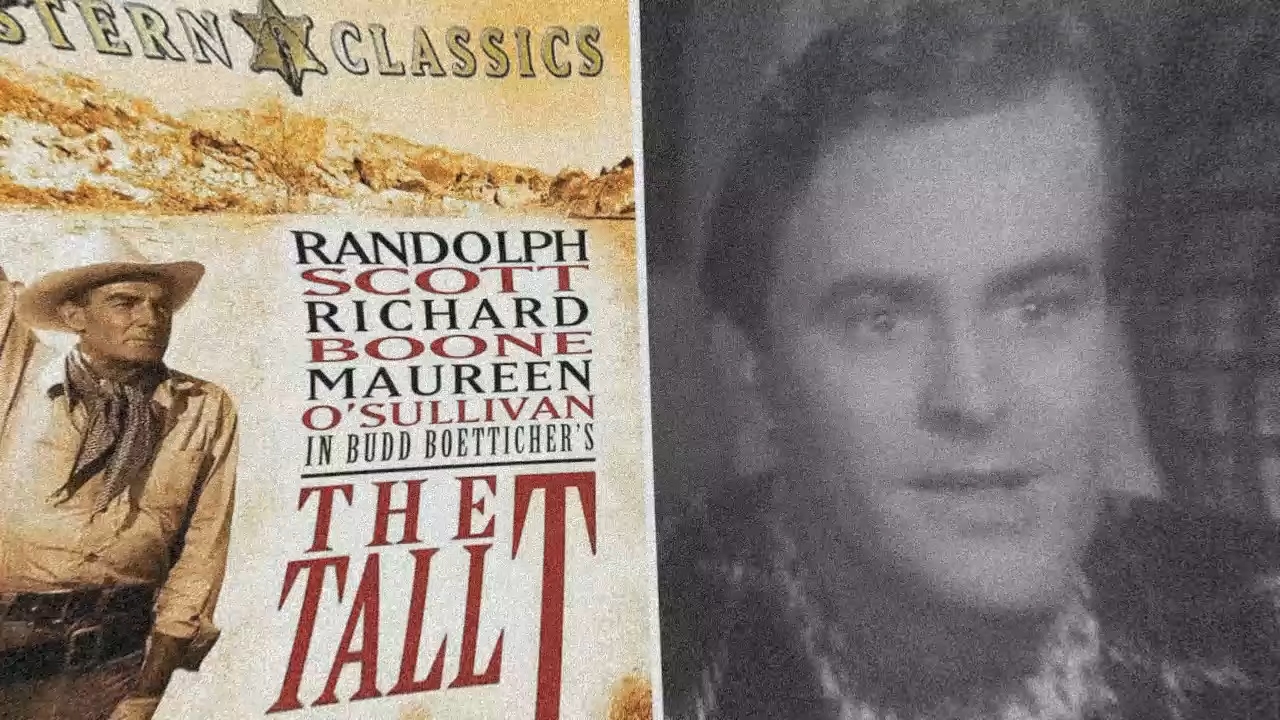 STERN CLASSICS
RANDOLPH
SCOTT
RICHARD
BOONE
MAUREEN
O'SULLIVAN
IN BUDD BOETTICHER'S
THE
TALL T